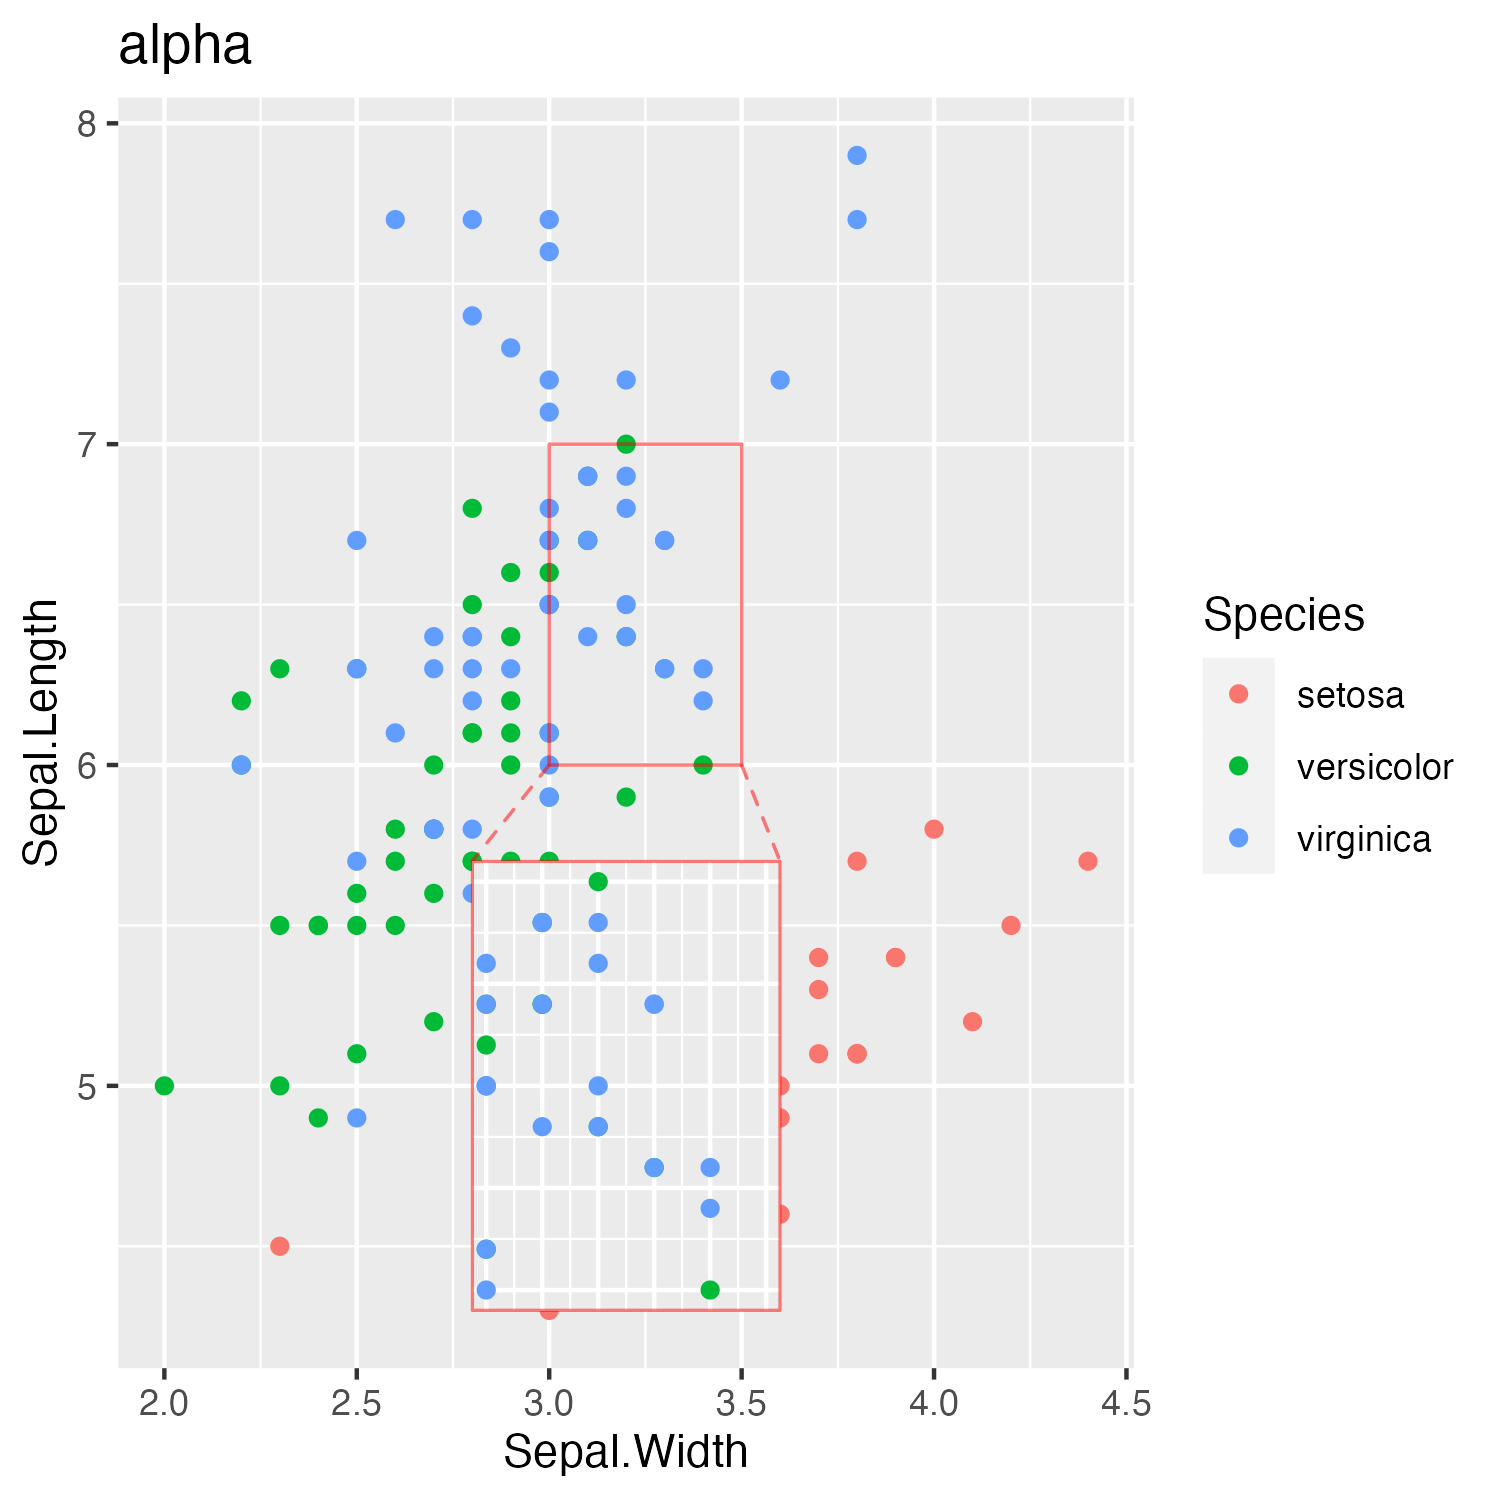 alpha
8
7
6
5
Sepal.Length
2.0 2.5 3.0 3.5 4.0 4.5
Sepal.Width
Species
setosa
versicolor
virginica